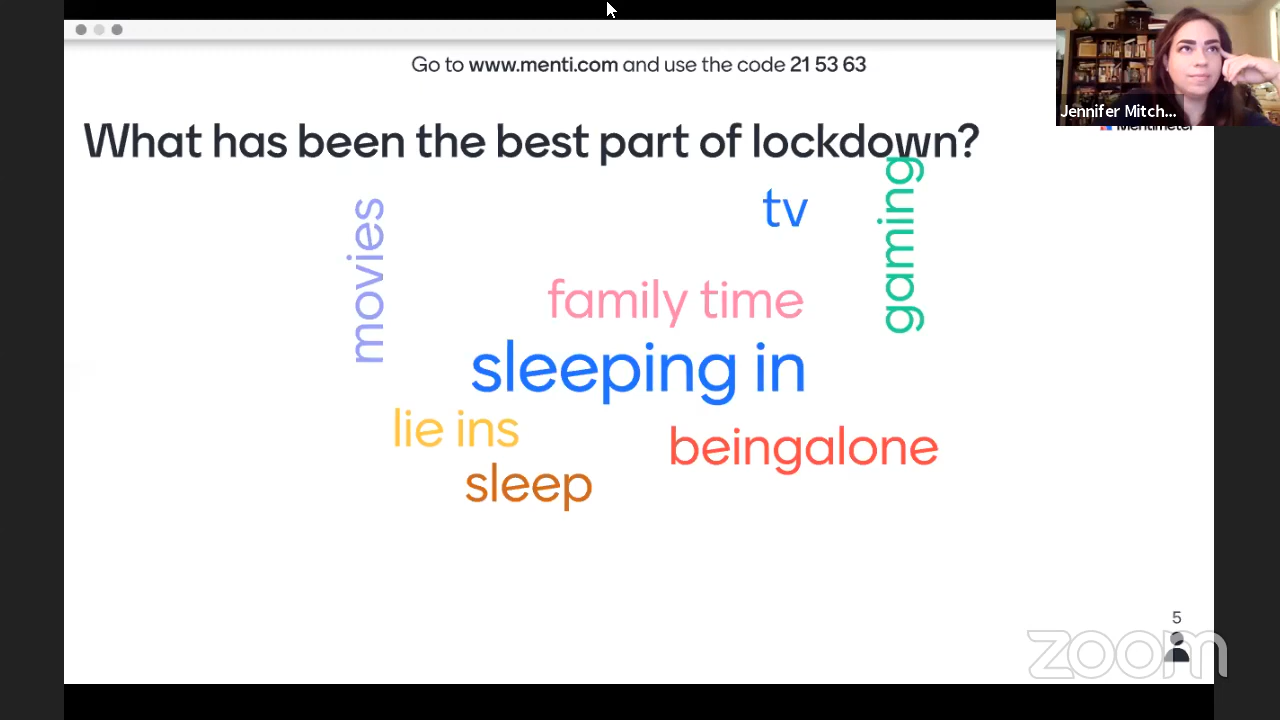 Go to www.menti.com and use the code 21 53 63
Jennifer Mitch...
Mentimeter
What has been the best part of lockdown?
movies
tv
gaming
family time
sleeping in
lie ins
beingalone
sleep
5
zoom